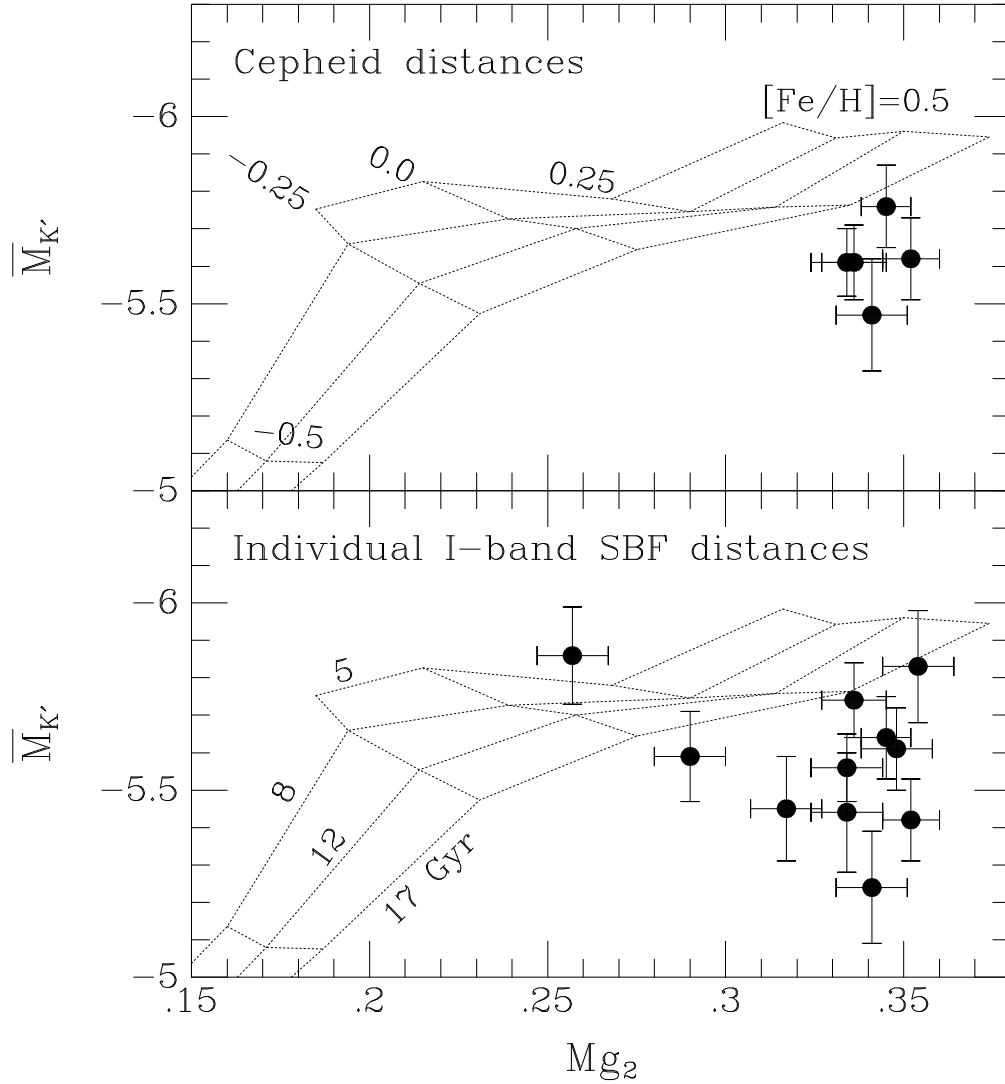 Cepheid distances
[Fe/H]=0.5
−0.25
0.0
0.25
−0.5
−6
−5.5
−5
M̅K′
Individual I−band SBF distances
5
8
12
17 Gyr
−6
−5.5
−5
M̅K′
.15
.2
.25
.3
.35
Mg₂